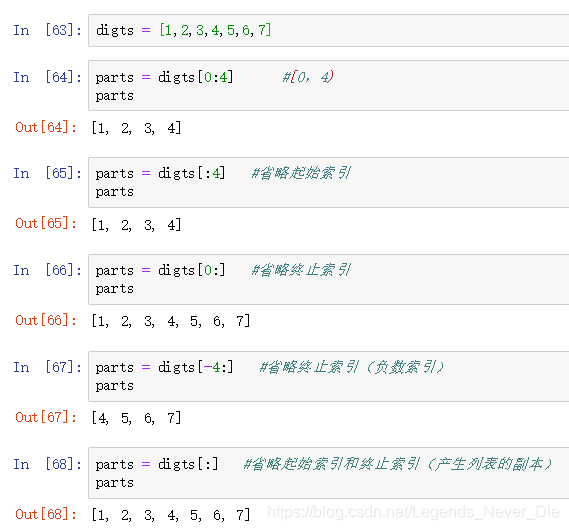 In [63]: digts = [1,2,3,4,5,6,7]
In [64]: parts = digts[0:4] #[0，4)
parts
Out[64]: [1, 2, 3, 4]
In [65]: parts = digts[:4] #省略起始索引
parts
Out[65]: [1, 2, 3, 4]
In [66]: parts = digts[0:] #省略终止索引
parts
Out[66]: [1, 2, 3, 4, 5, 6, 7]
In [67]: parts = digts[-4:] #省略终止索引（负数索引）
parts
Out[67]: [4, 5, 6, 7]
In [68]: parts = digts[:] #省略起始索引和终止索引（产生列表的副本）
parts
Out[68]: [1, 2, 3, 4, 5, 6, 7]
https://blog.csdn.net/Legends_Never_Die